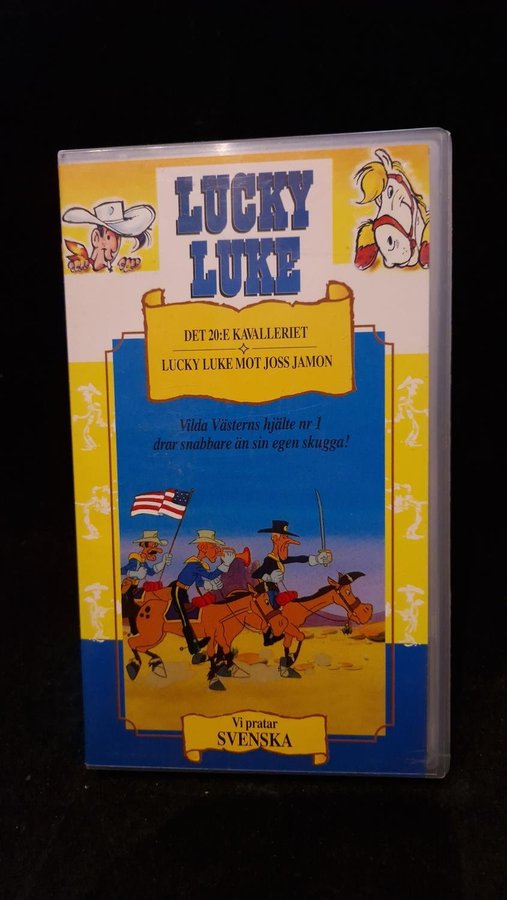 LUCKY
LUKE
DET 20:E KAVALLERIET
LUCKY LUKE MOT JOSS JAMON
Vilda Västerns hjälte nr 1
drar snabbare än sin egen skugga!
Vi pratar
SVENSKA